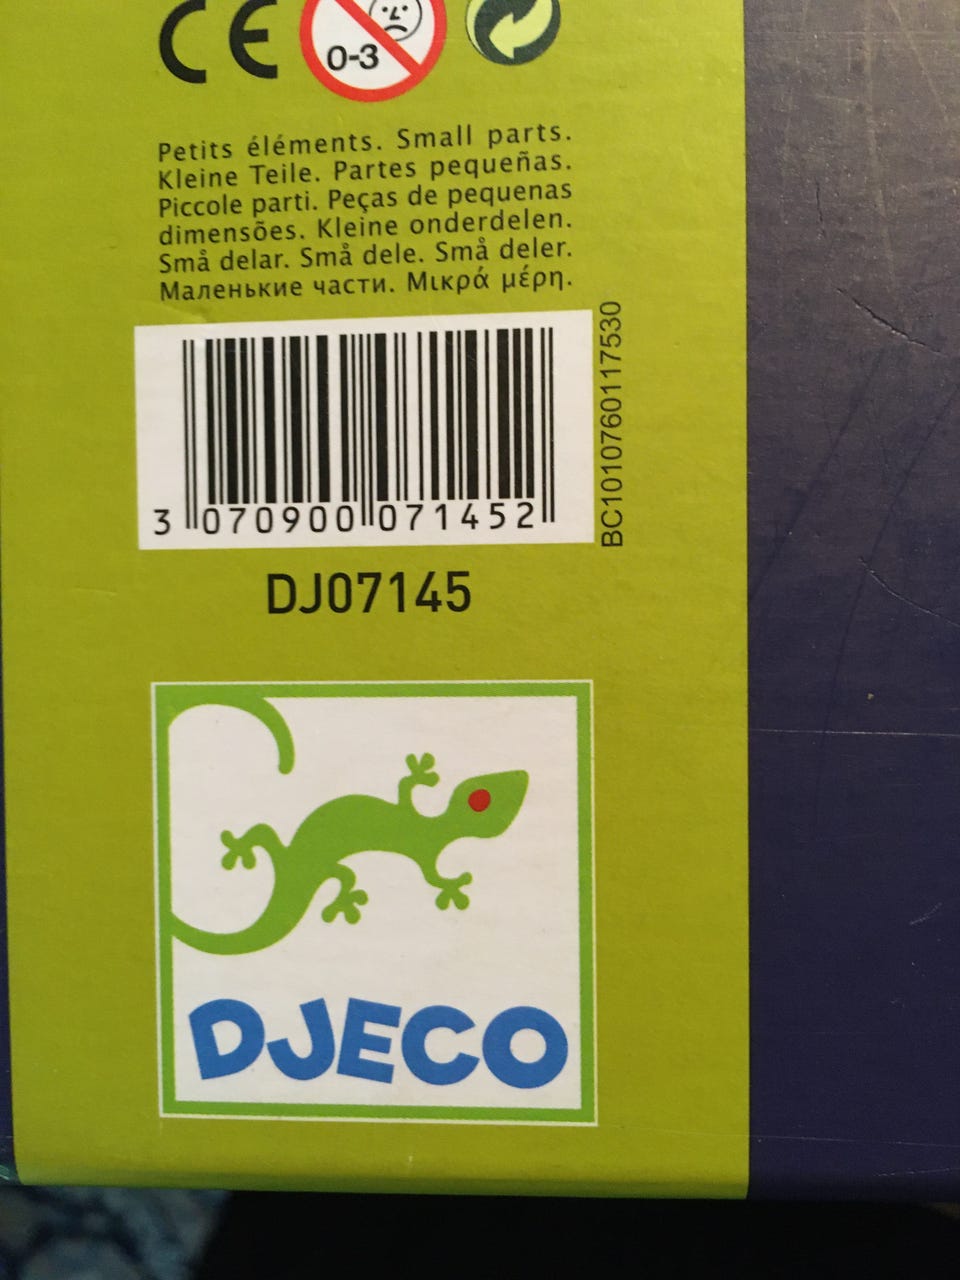 CE
0-3
Petits éléments. Small parts.
Kleine Teile. Partes pequeñas.
Piccole parti. Peças de pequenas
dimensões. Kleine onderdelen.
Små delar. Små dele. Små deler.
Маленькие части. Μικρά μέρη.
3 070900 071452
BC1010760117530
DJ07145
DJECO